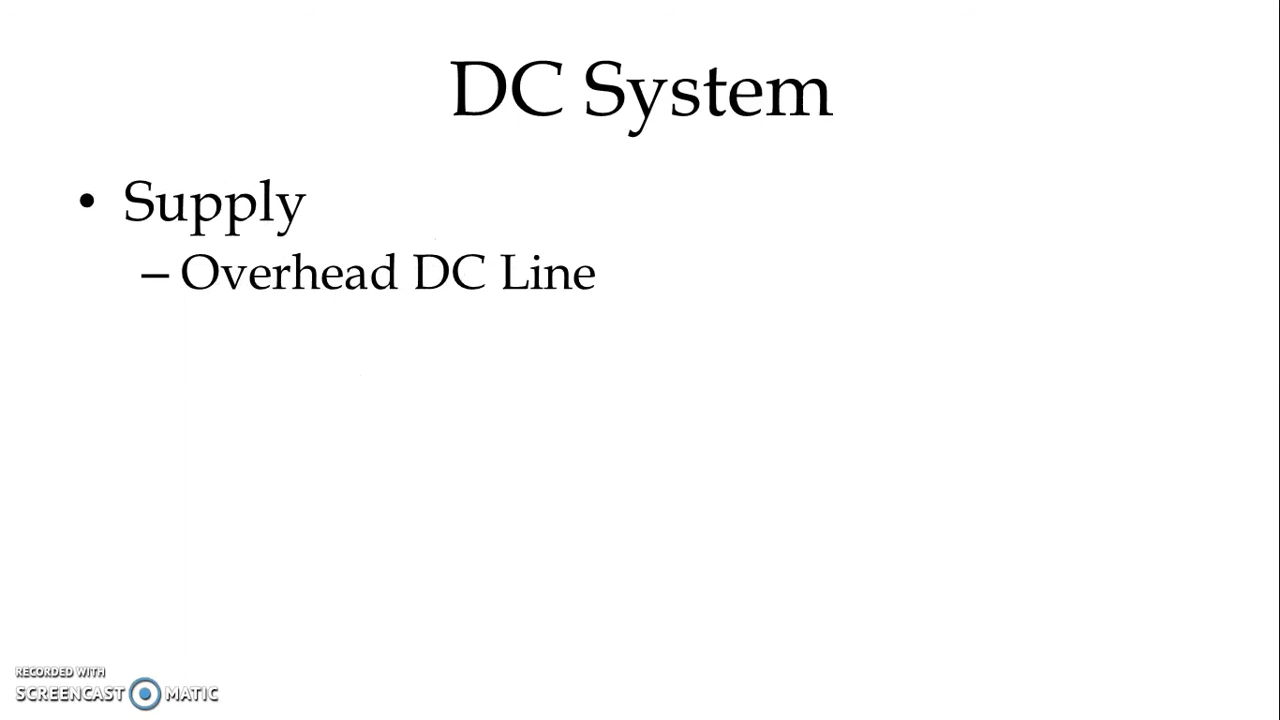 DC System
• Supply
– Overhead DC Line
RECORDED WITH
SCREENCAST MATIC